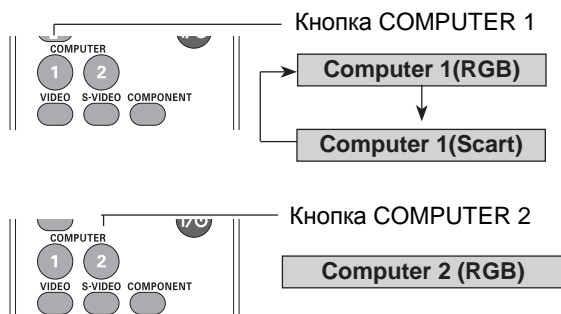 Кнопка COMPUTER 1
COMPUTER
1 2
VIDEO S-VIDEO COMPONENT
Computer 1(RGB)
Computer 1(Scart)
Кнопка COMPUTER 2
COMPUTER
1 2
VIDEO S-VIDEO COMPONENT
Computer 2 (RGB)